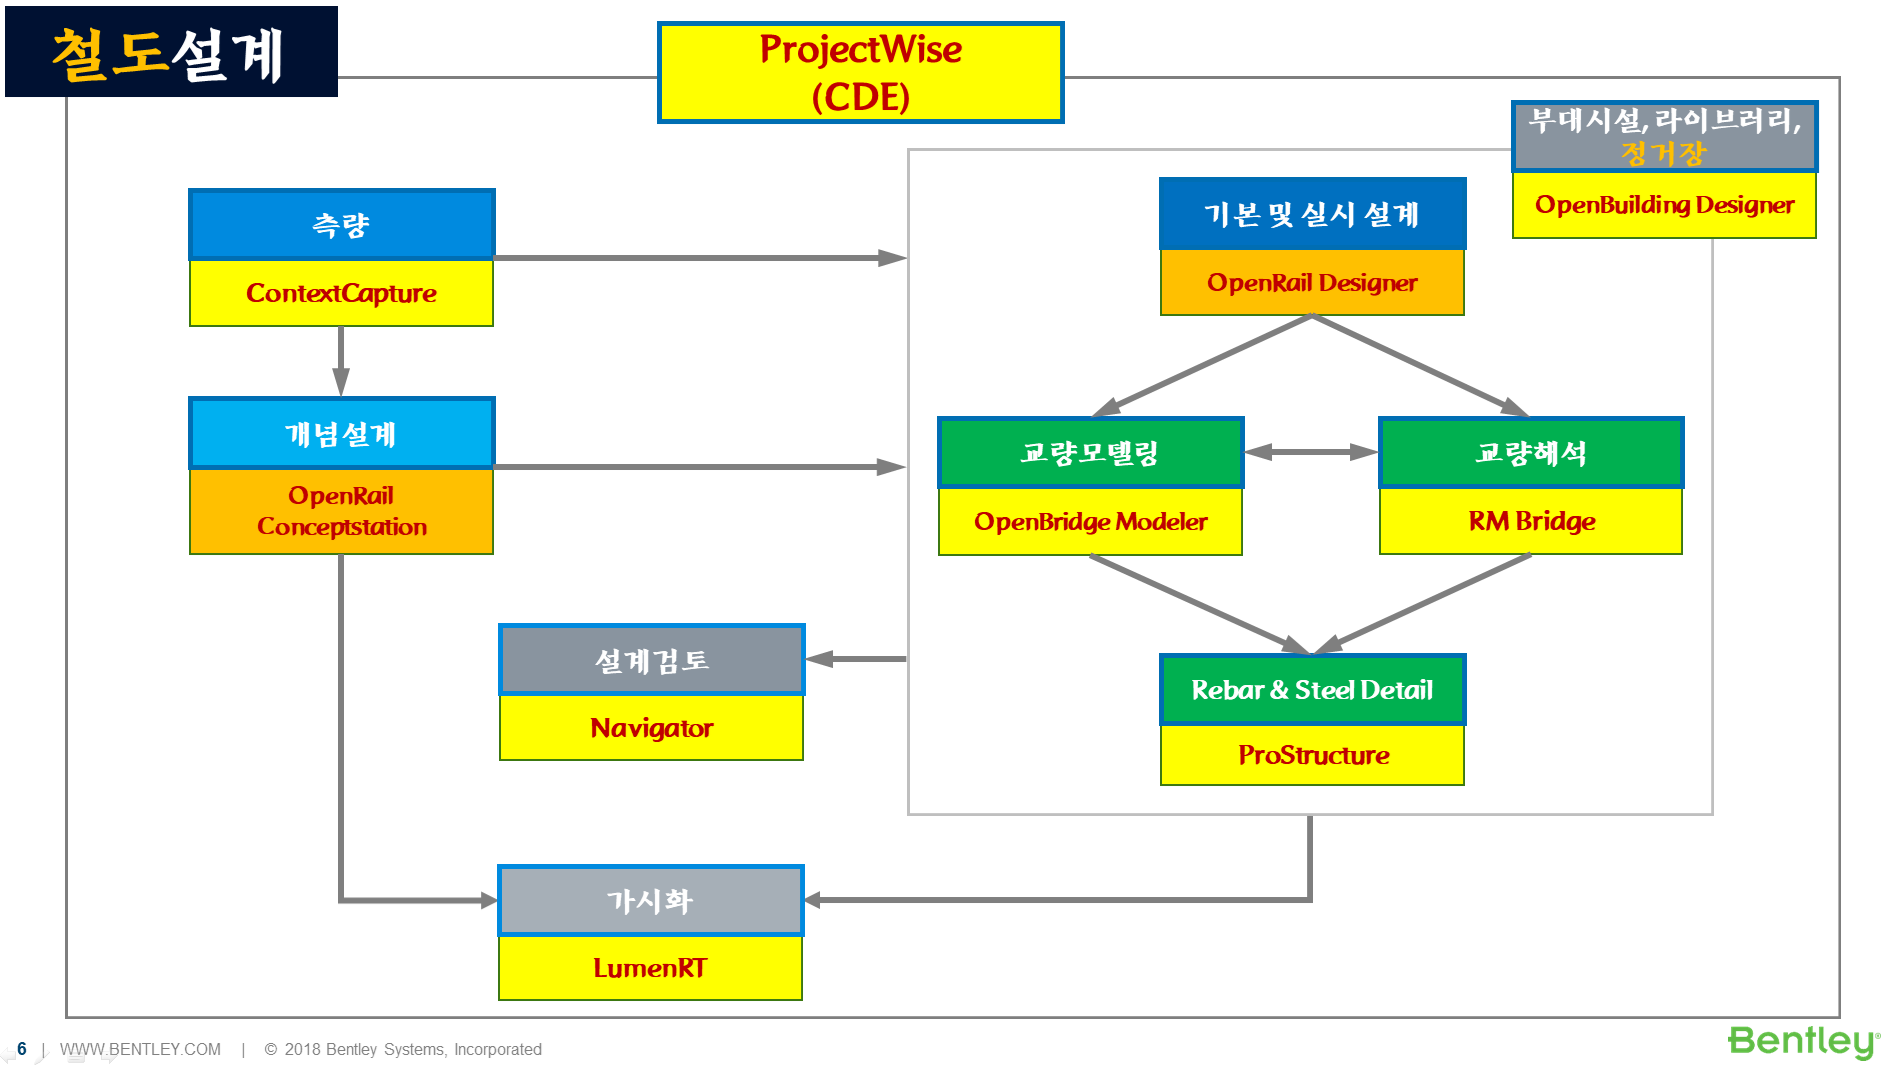 철도설계
ProjectWise
(CDE)
부대시설, 라이브러리,
정거장
OpenBuilding Designer
측량
ContextCapture
기본 및 실시 설계
OpenRail Designer
개념설계
OpenRail
Conceptstation
교량모델링
OpenBridge Modeler
교량해석
RM Bridge
설계검토
Navigator
Rebar & Steel Detail
ProStructure
가시화
LumenRT
6 | WWW.BENTLEY.COM | © 2018 Bentley Systems, Incorporated
Bentley®